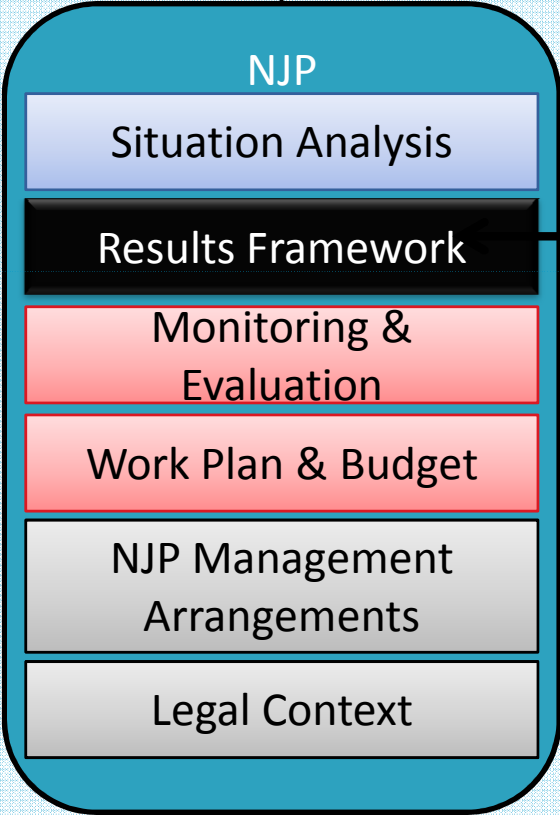 NJP
Situation Analysis
Results Framework
Monitoring &
Evaluation
Work Plan & Budget
NJP Management
Arrangements
Legal Context